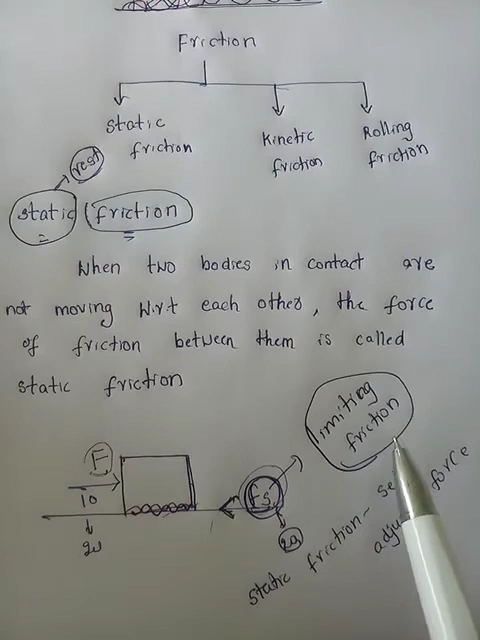 Friction
Static
friction
Kinetic
friction
Rolling
friction
rest
static friction
When two bodies in contact are
not moving w.r.t each other, the force
of friction between them is called
static friction
limiting
friction
F
10
fs
20
static friction - se
adju force